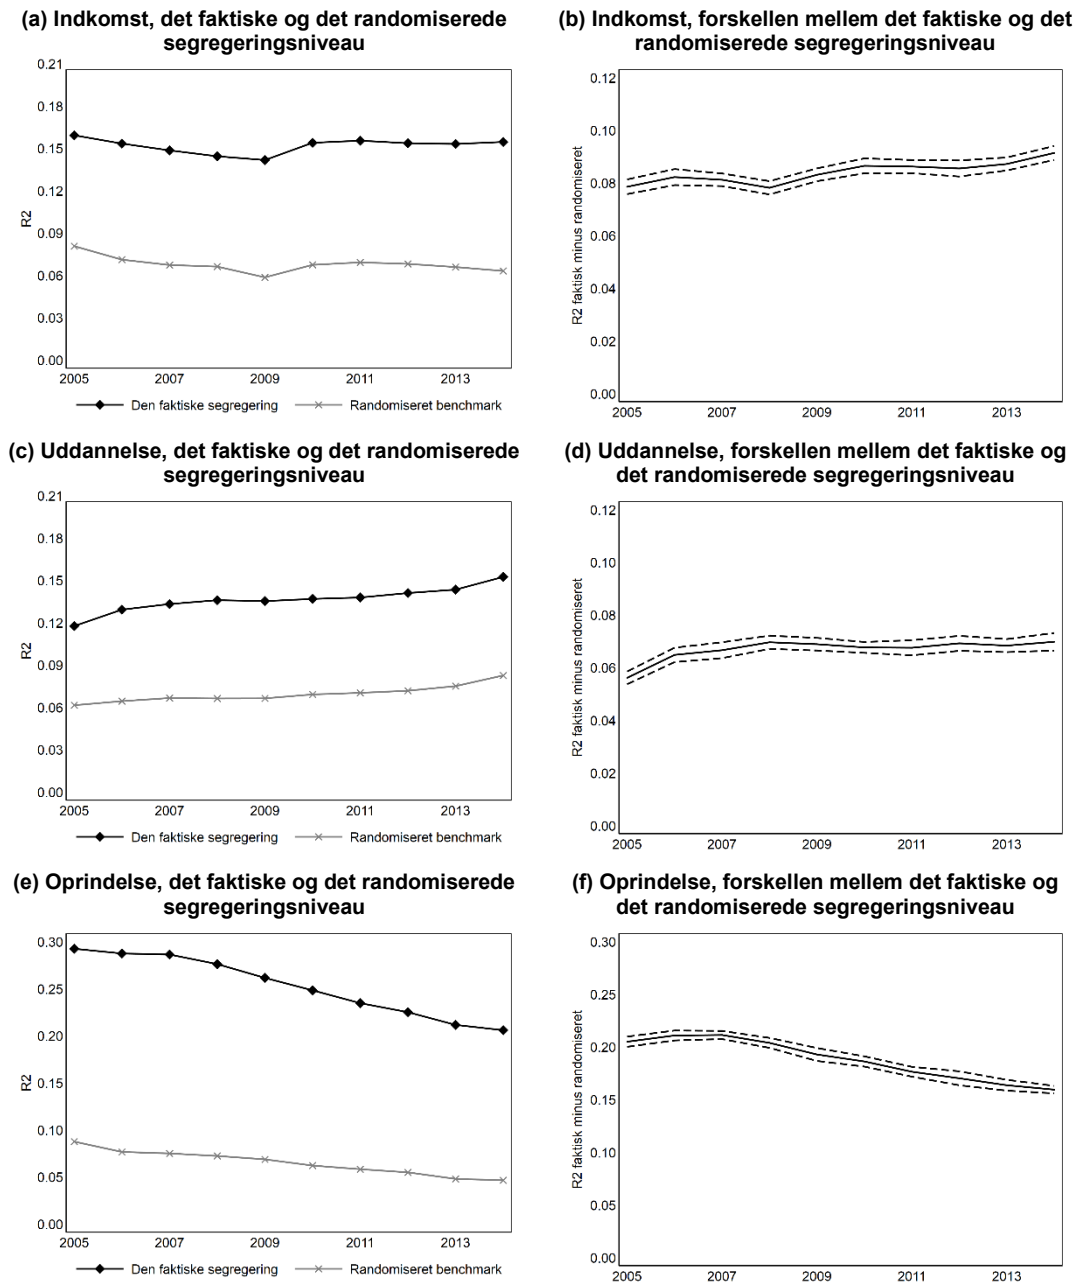 (a) Indkomst, det faktiske og det randomiserede
segregeringsniveau
0.21
0.18
0.15
0.12
0.09
0.06
0.03
0.00
R2
2005 2007 2009 2011 2013
Den faktiske segregering Randomiseret benchmark
(b) Indkomst, forskellen mellem det faktiske og det
randomiserede segregeringsniveau
0.12
0.10
0.08
0.06
0.04
0.02
0.00
R2 faktisk minus randomiseret
2005 2007 2009 2011 2013
(c) Uddannelse, det faktiske og det randomiserede
segregeringsniveau
0.21
0.18
0.15
0.12
0.09
0.06
0.03
0.00
R2
2005 2007 2009 2011 2013
Den faktiske segregering Randomiseret benchmark
(d) Uddannelse, forskellen mellem det faktiske og
det randomiserede segregeringsniveau
0.12
0.10
0.08
0.06
0.04
0.02
0.00
R2 faktisk minus randomiseret
2005 2007 2009 2011 2013
(e) Oprindelse, det faktiske og det randomiserede
segregeringsniveau
0.30
0.25
0.20
0.15
0.10
0.05
0.00
R2
2005 2007 2009 2011 2013
Den faktiske segregering Randomiseret benchmark
(f) Oprindelse, forskellen mellem det faktiske og
det randomiserede segregeringsniveau
0.30
0.25
0.20
0.15
0.10
0.05
0.00
R2 faktisk minus randomiseret
2005 2007 2009 2011 2013